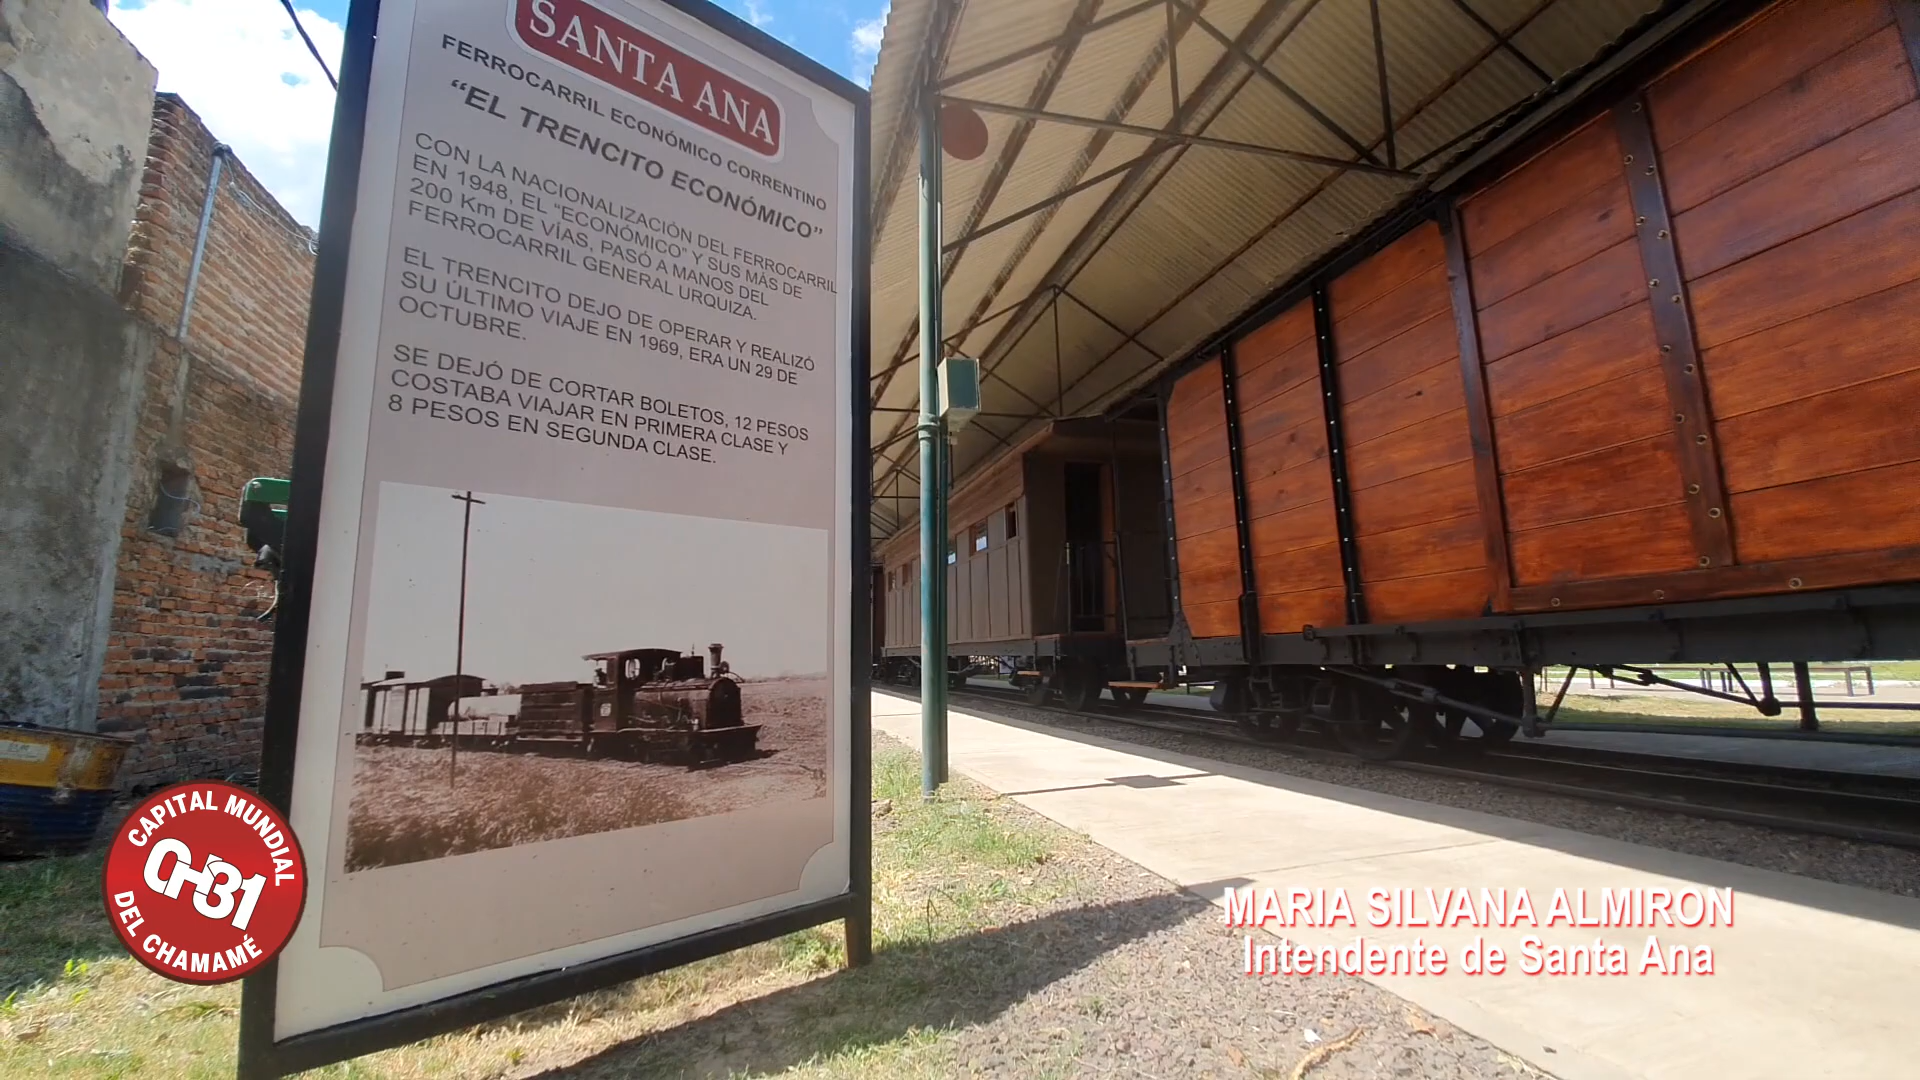 SANTA ANA
FERROCARRIL ECONÓMICO CORRENTINO
“EL TRENCITO ECONÓMICO”
CON LA NACIONALIZACIÓN DEL FERROCARRIL
EN 1948, EL “ECONÓMICO” Y SUS MÁS DE
200 Km DE VÍAS, PASÓ A MANOS DEL
FERROCARRIL GENERAL URQUIZA.
EL TRENCITO DEJO DE OPERAR Y REALIZÓ
SU ÚLTIMO VIAJE EN 1969, ERA UN 29 DE
OCTUBRE.
SE DEJÓ DE CORTAR BOLETOS, 12 PESOS
COSTABA VIAJAR EN PRIMERA CLASE Y
8 PESOS EN SEGUNDA CLASE.
CAPITAL MUNDIAL
DEL CHAMAMÉ
MARIA SILVANA ALMIRON
Intendente de Santa Ana